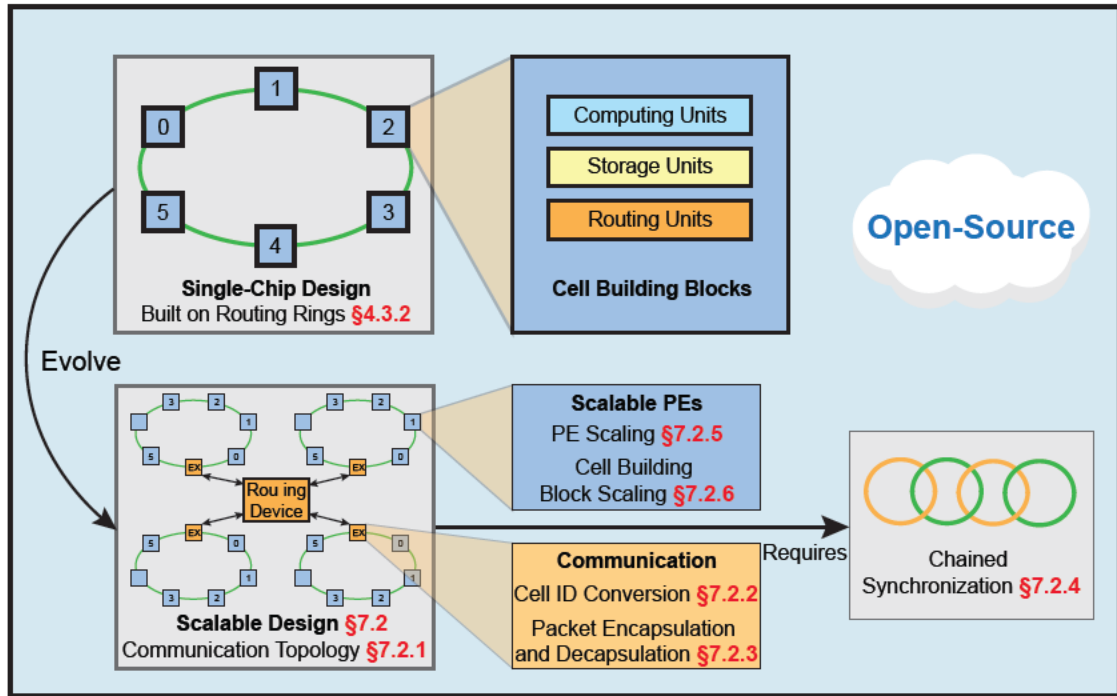 1
0
2
5
3
4
Single-Chip Design
Built on Routing Rings §4.3.2
Computing Units
Storage Units
Routing Units
Cell Building Blocks
Open-Source
Evolve
3
2
1
5
0
EX
3
2
1
5
0
EX
Rou ing
Device
EX
5
0
1
3
2
EX
5
0
1
3
2
Scalable Design §7.2
Communication Topology §7.2.1
Scalable PEs
PE Scaling §7.2.5
Cell Building
Block Scaling §7.2.6
Communication
Cell ID Conversion §7.2.2
Packet Encapsulation
and Decapsulation §7.2.3
Requires
Chained
Synchronization §7.2.4